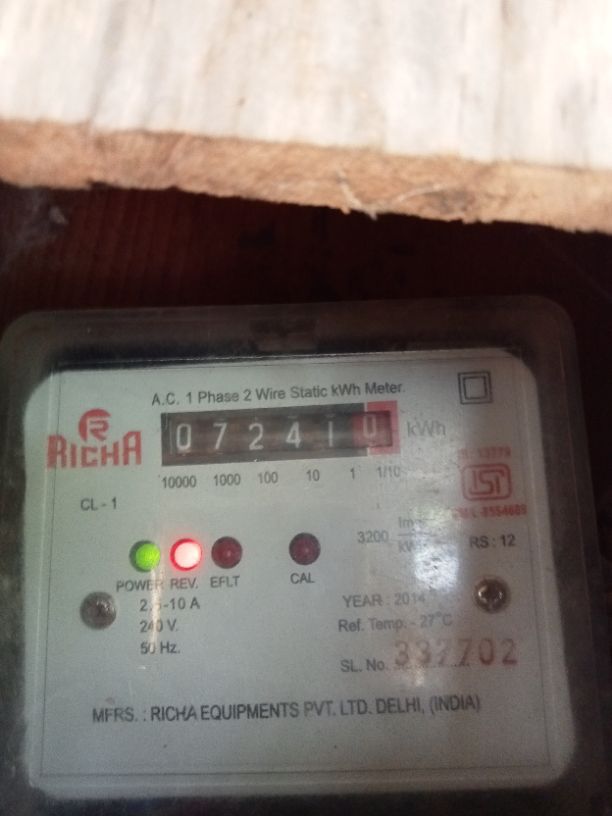 A.C. 1 Phase 2 Wire Static kWh Meter.
R
RICHA
0 7 2 4 1 0 kWh
10000 1000 100 10 1 1/10
CL - 1
ISI
3200
RS : 12
POWER REV. EFLT CAL
2.5-10 A
240 V.
50 Hz.
YEAR : 2014
Ref. Temp. - 27°C
SL. No. 337702
MFRS. : RICHA EQUIPMENTS PVT. LTD. DELHI, (INDIA)